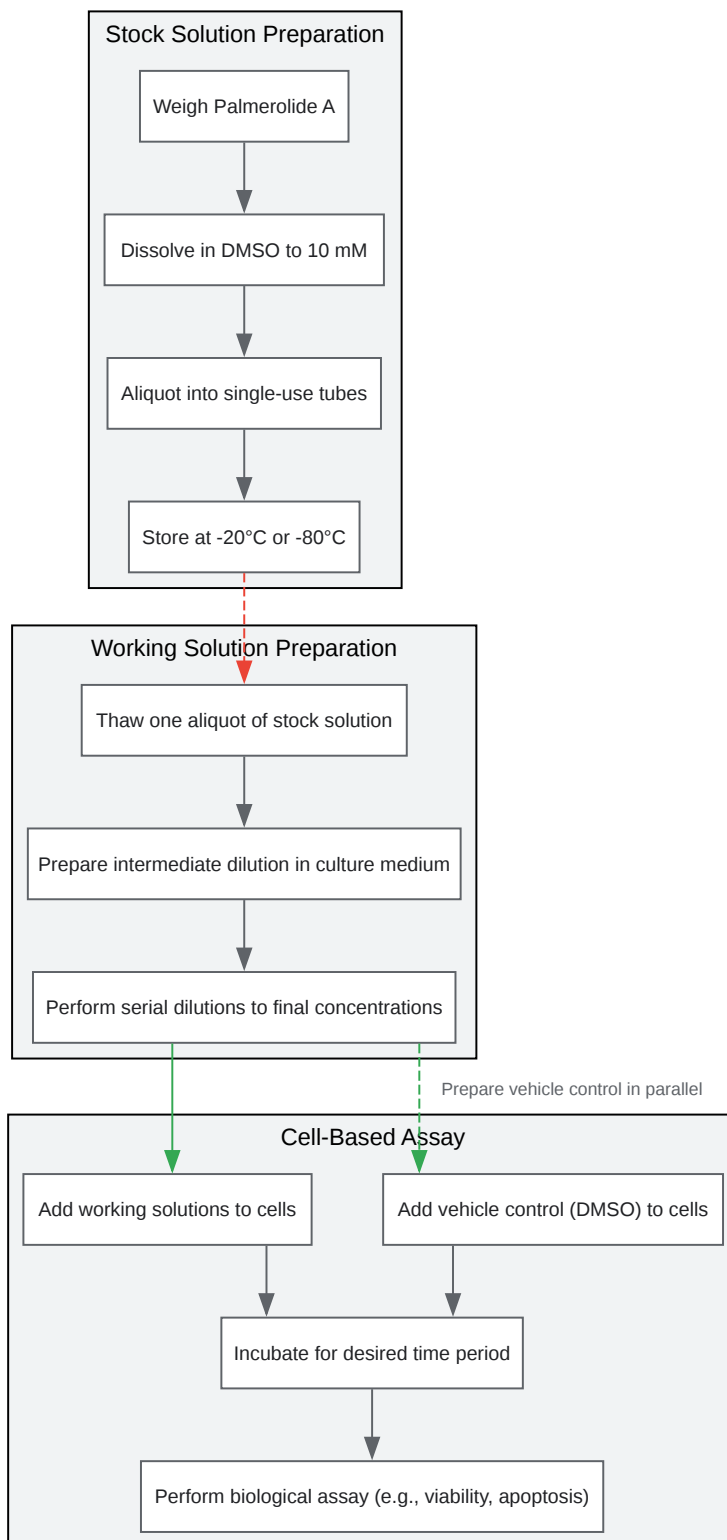 Stock Solution Preparation
Weigh Palmerolide A
Dissolve in DMSO to 10 mM
Aliquot into single-use tubes
Store at -20°C or -80°C
Working Solution Preparation
Thaw one aliquot of stock solution
Prepare intermediate dilution in culture medium
Perform serial dilutions to final concentrations
Prepare vehicle control in parallel
Cell-Based Assay
Add working solutions to cells
Add vehicle control (DMSO) to cells
Incubate for desired time period
Perform biological assay (e.g., viability, apoptosis)